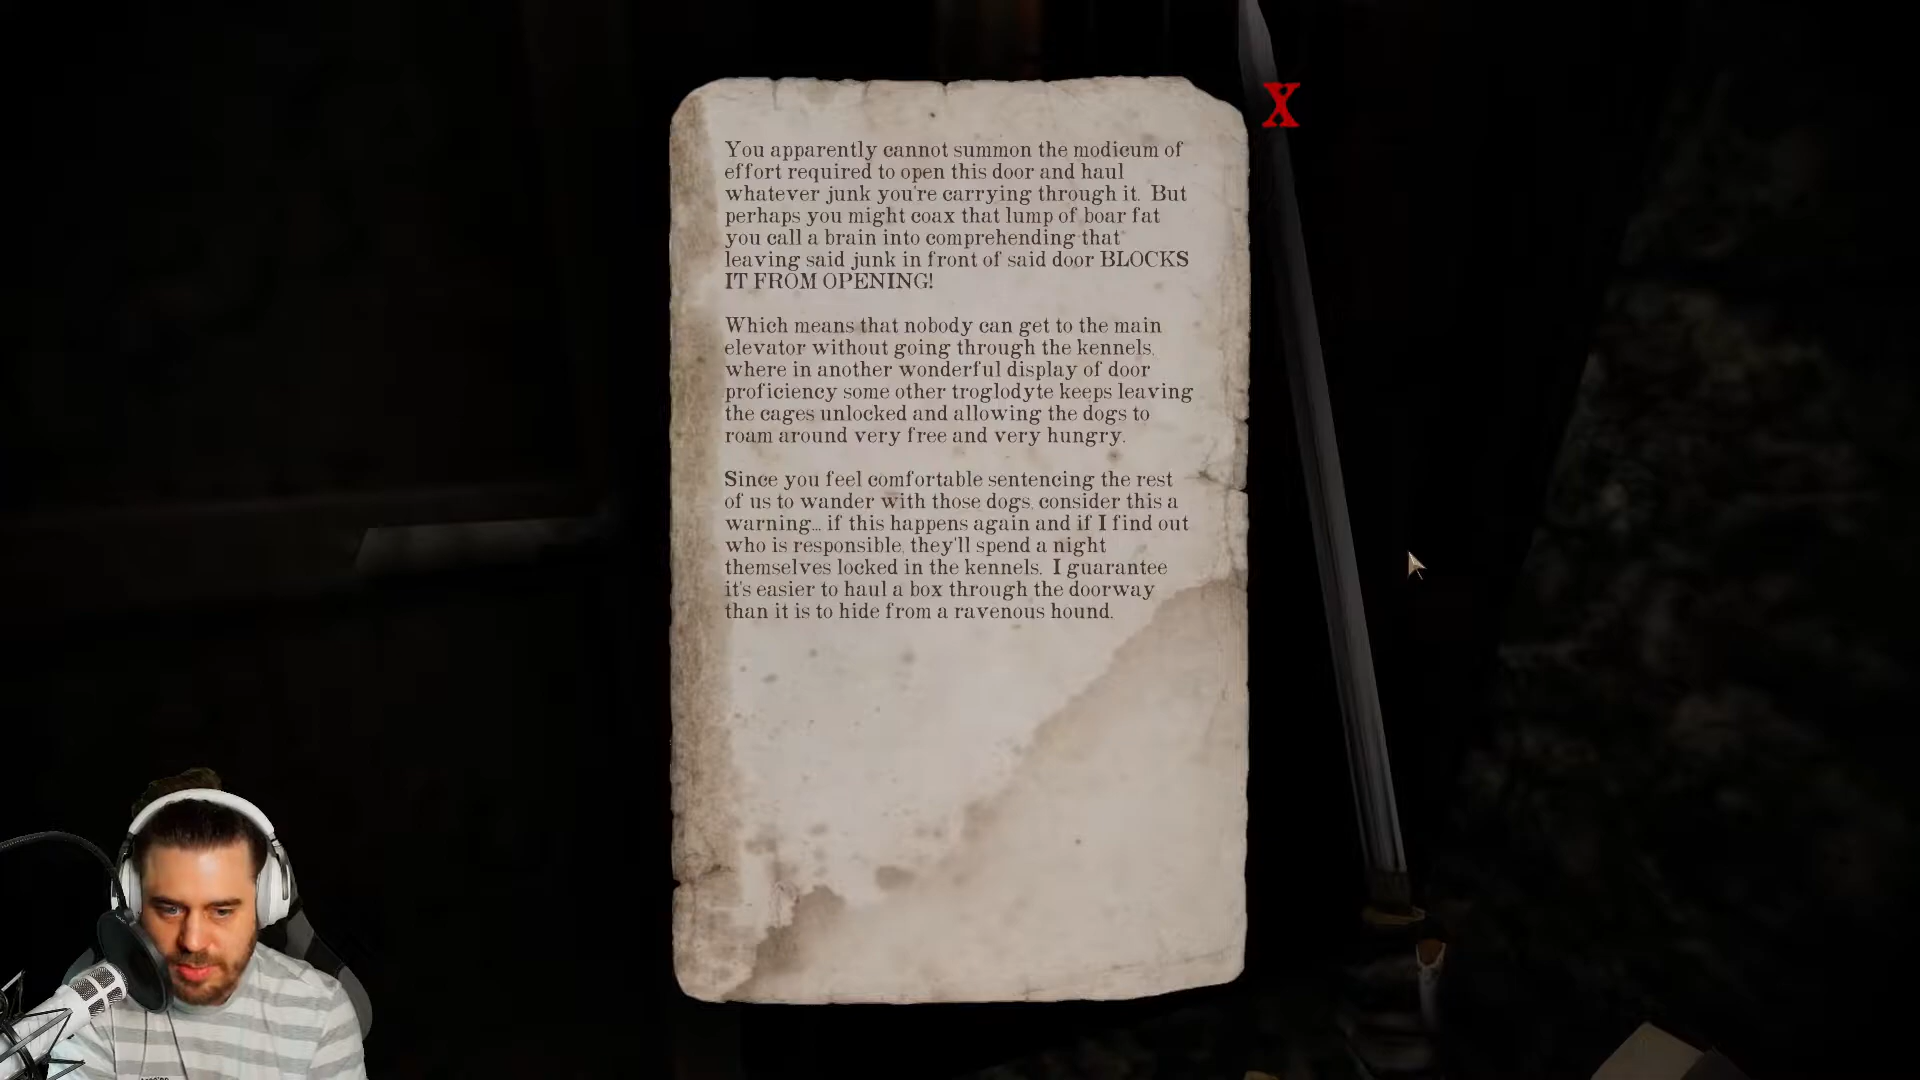 X
You apparently cannot summon the modicum of
effort required to open this door and haul
whatever junk you're carrying through it. But
perhaps you might coax that lump of boar fat
you call a brain into comprehending that
leaving said junk in front of said door BLOCKS
IT FROM OPENING!
Which means that nobody can get to the main
elevator without going through the kennels,
where in another wonderful display of door
proficiency some other troglodyte keeps leaving
the cages unlocked and allowing the dogs to
roam around very free and very hungry.
Since you feel comfortable sentencing the rest
of us to wander with those dogs, consider this a
warning... if this happens again and if I find out
who is responsible, they'll spend a night
themselves locked in the kennels. I guarantee
it's easier to haul a box through the doorway
than it is to hide from a ravenous hound.